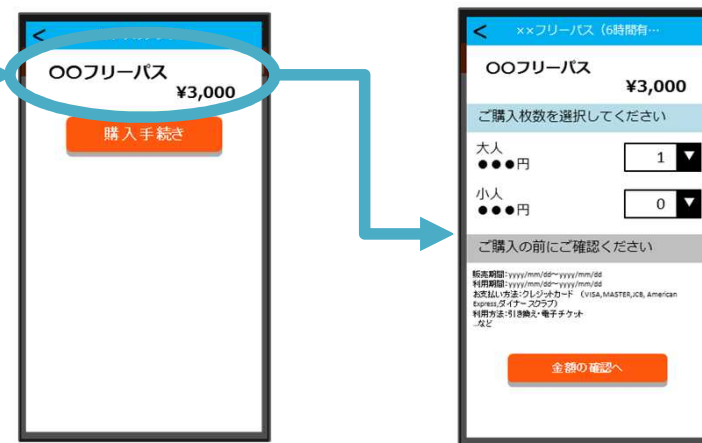 <
〇〇フリーパス
¥3,000
購入手続き
< ××フリーパス（6時間有…
〇〇フリーパス
¥3,000
ご購入枚数を選択してください
大人
●●●円
1 ▼
小人
●●●円
0 ▼
ご購入の前にご確認ください
販売期間：yyyy/mm/dd～yyyy/mm/dd
利用期間：yyyy/mm/dd～yyyy/mm/dd
お支払い方法：クレジットカード （VISA,MASTER,JCB, American
Express,ダイナースクラブ）
利用方法：引き換え・電子チケット
…など
金額の確認へ